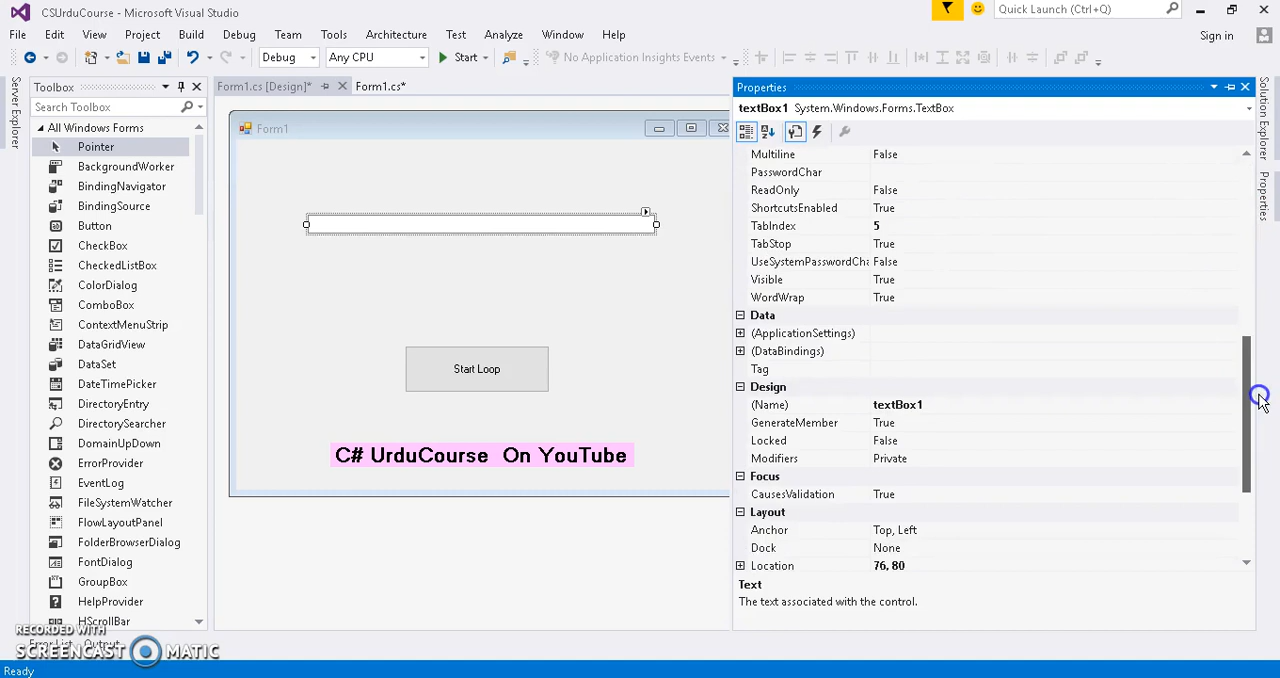 CSUrduCourse - Microsoft Visual Studio
Quick Launch (Ctrl+Q)
File Edit View Project Build Debug Team Tools Architecture Test Analyze Window Help
Sign in
Debug Any CPU Start No Application Insights Events
Server Explorer
Toolbox
Search Toolbox
All Windows Forms
Pointer
BackgroundWorker
BindingNavigator
BindingSource
Button
CheckBox
CheckedListBox
ColorDialog
ComboBox
ContextMenuStrip
DataGridView
DataSet
DateTimePicker
DirectoryEntry
DirectorySearcher
DomainUpDown
ErrorProvider
EventLog
FileSystemWatcher
FlowLayoutPanel
FolderBrowserDialog
FontDialog
GroupBox
HelpProvider
HScrollBar
Form1.cs [Design]* Form1.cs*
Form1
Start Loop
C# UrduCourse On YouTube
Properties
textBox1 System.Windows.Forms.TextBox
Multiline False
PasswordChar
ReadOnly False
ShortcutsEnabled True
TabIndex 5
TabStop True
UseSystemPasswordCha False
Visible True
WordWrap True
Data
(ApplicationSettings)
(DataBindings)
Tag
Design
(Name) textBox1
GenerateMember True
Locked False
Modifiers Private
Focus
CausesValidation True
Layout
Anchor Top, Left
Dock None
Location 76, 80
Text
The text associated with the control.
Solution Explorer
Properties
RECORDED WITH
SCREENCAST MATIC
Error List Output
Ready